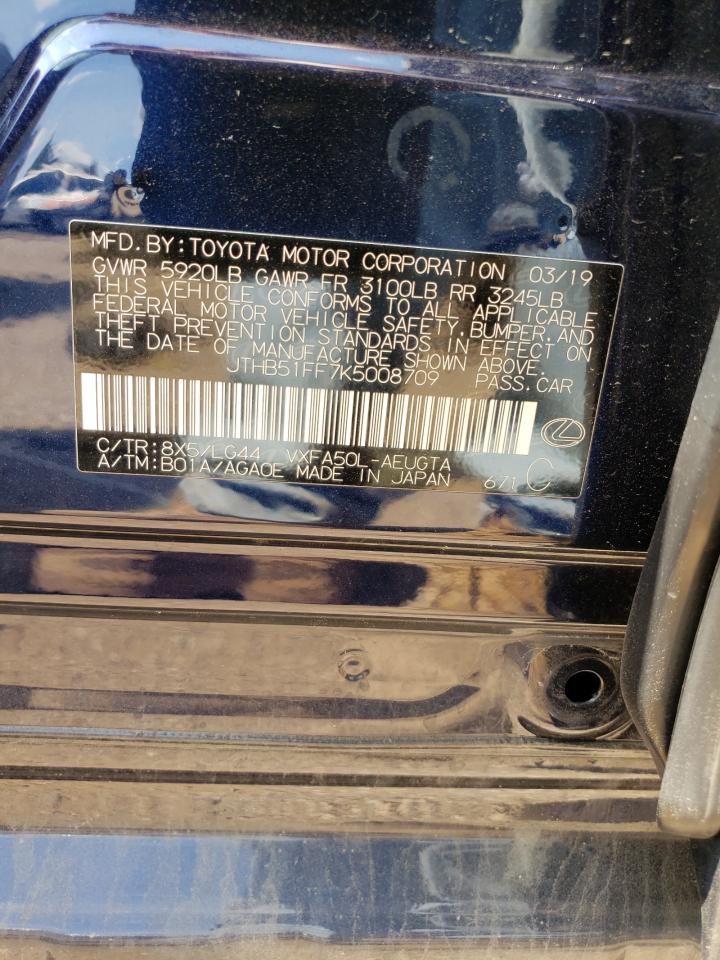 MFD. BY: TOYOTA MOTOR CORPORATION 03/19
GVWR 5920LB GAWR FR 3100LB RR 3245LB
THIS VEHICLE CONFORMS TO ALL APPLICABLE
FEDERAL MOTOR VEHICLE SAFETY, BUMPER, AND
THEFT PREVENTION STANDARDS IN EFFECT ON
THE DATE OF MANUFACTURE SHOWN ABOVE.
JTHB51FF7K5008709 PASS. CAR
C/TR: 8X5/LG44 VXFA50L-AEUGTA
A/TM: B01A/AGA0E MADE IN JAPAN 671 C